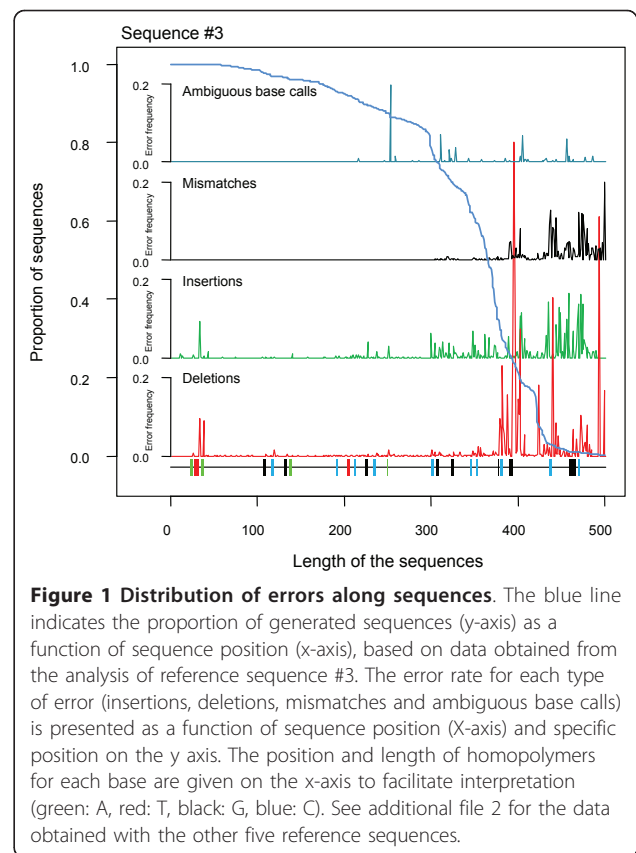 Sequence #3
1.0
0.8
0.6
0.4
0.2
0.0
Proportion of sequences
0.2
0.0
Error frequency
Ambiguous base calls
0.2
0.0
Error frequency
Mismatches
0.2
0.0
Error frequency
Insertions
0.2
0.0
Error frequency
Deletions
0 100 200 300 400 500
Length of the sequences
Figure 1 Distribution of errors along sequences. The blue line
indicates the proportion of generated sequences (y-axis) as a
function of sequence position (x-axis), based on data obtained from
the analysis of reference sequence #3. The error rate for each type
of error (insertions, deletions, mismatches and ambiguous base calls)
is presented as a function of sequence position (X-axis) and specific
position on the y axis. The position and length of homopolymers
for each base are given on the x-axis to facilitate interpretation
(green: A, red: T, black: G, blue: C). See additional file 2 for the data
obtained with the other five reference sequences.